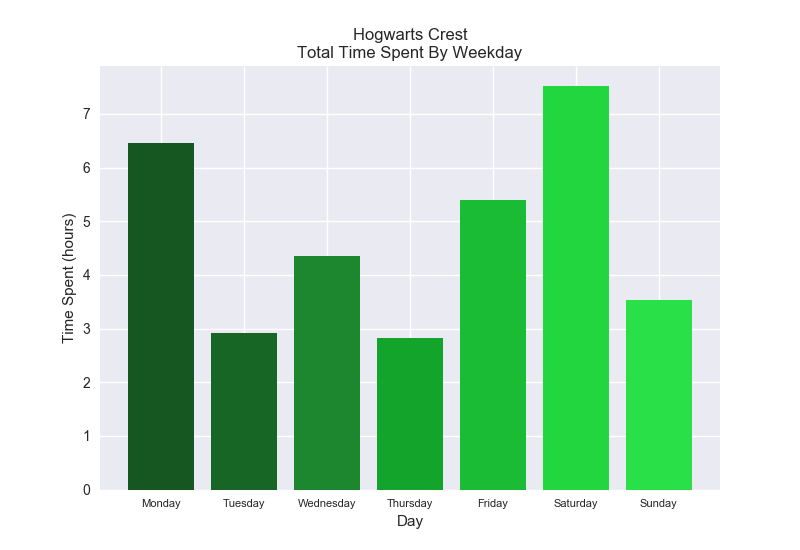 Hogwarts Crest
Total Time Spent By Weekday
Time Spent (hours)
7
6
5
4
3
2
1
0
Monday Tuesday Wednesday Thursday Friday Saturday Sunday
Day